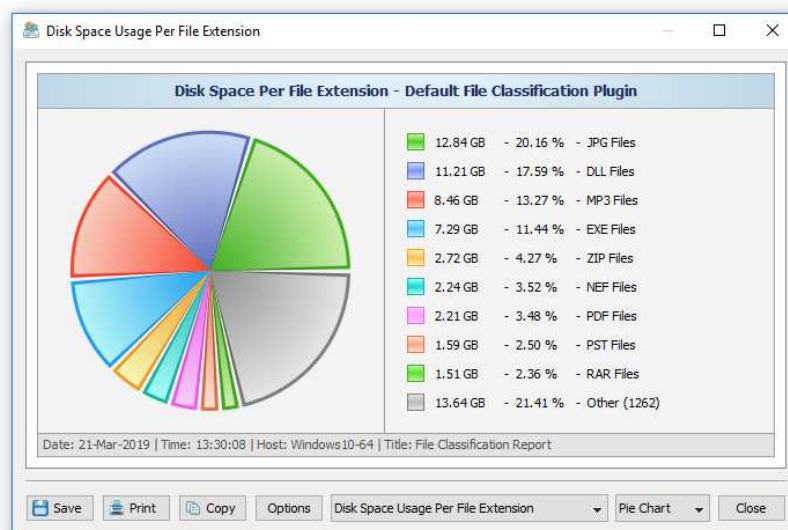 Disk Space Usage Per File Extension
Disk Space Per File Extension - Default File Classification Plugin
12.84 GB - 20.16 % - JPG Files
11.21 GB - 17.59 % - DLL Files
8.46 GB - 13.27 % - MP3 Files
7.29 GB - 11.44 % - EXE Files
2.72 GB - 4.27 % - ZIP Files
2.24 GB - 3.52 % - NEF Files
2.21 GB - 3.48 % - PDF Files
1.59 GB - 2.50 % - PST Files
1.51 GB - 2.36 % - RAR Files
13.64 GB - 21.41 % - Other (1262)
Date: 21-Mar-2019 | Time: 13:30:08 | Host: Windows10-64 | Title: File Classification Report
Save Print Copy Options Disk Space Usage Per File Extension Pie Chart Close